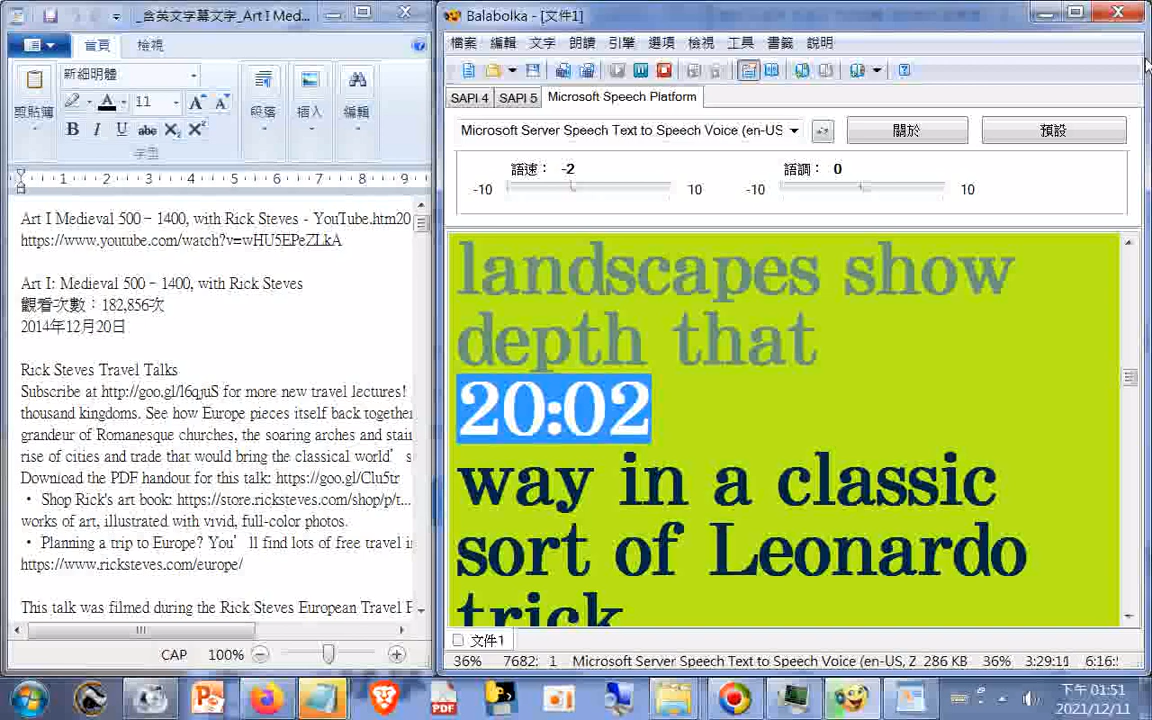 _含英文字幕文字_Art I Med...
首頁
檢視
新細明體
11
剪貼簿
段落
插入
編輯
B I U abc X₂ X²
字型
1 2 3 4 5 6 7 8 9
Art I Medieval 500 – 1400, with Rick Steves - YouTube.htm20
https://www.youtube.com/watch?v=wHU5EPeZLkA
Art I: Medieval 500 – 1400, with Rick Steves
觀看次數：182,856次
2014年12月20日
Rick Steves Travel Talks
Subscribe at http://goo.gl/l6qjuS for more new travel lectures!
thousand kingdoms. See how Europe pieces itself back together
grandeur of Romanesque churches, the soaring arches and stain
rise of cities and trade that would bring the classical world's
Download the PDF handout for this talk: https://goo.gl/Clu5tr
• Shop Rick's art book: https://store.ricksteves.com/shop/p/t...
works of art, illustrated with vivid, full-color photos.
• Planning a trip to Europe? You'll find lots of free travel i
https://www.ricksteves.com/europe/
This talk was filmed during the Rick Steves European Travel F
CAP 100%
Balabolka - [文件1]
檔案 編輯 文字 朗讀 引擎 選項 檢視 工具 書籤 說明
SAPI 4 SAPI 5 Microsoft Speech Platform
Microsoft Server Speech Text to Speech Voice (en-US
關於
預設
語速： -2
語調： 0
-10 10 -10 10
landscapes show
depth that
20:02
way in a classic
sort of Leonardo
trick
文件1
36% 7682: 1 Microsoft Server Speech Text to Speech Voice (en-US, Z 286 KB 36% 3:29:11 6:16:5
PDF
下午 01:51
2021/12/11